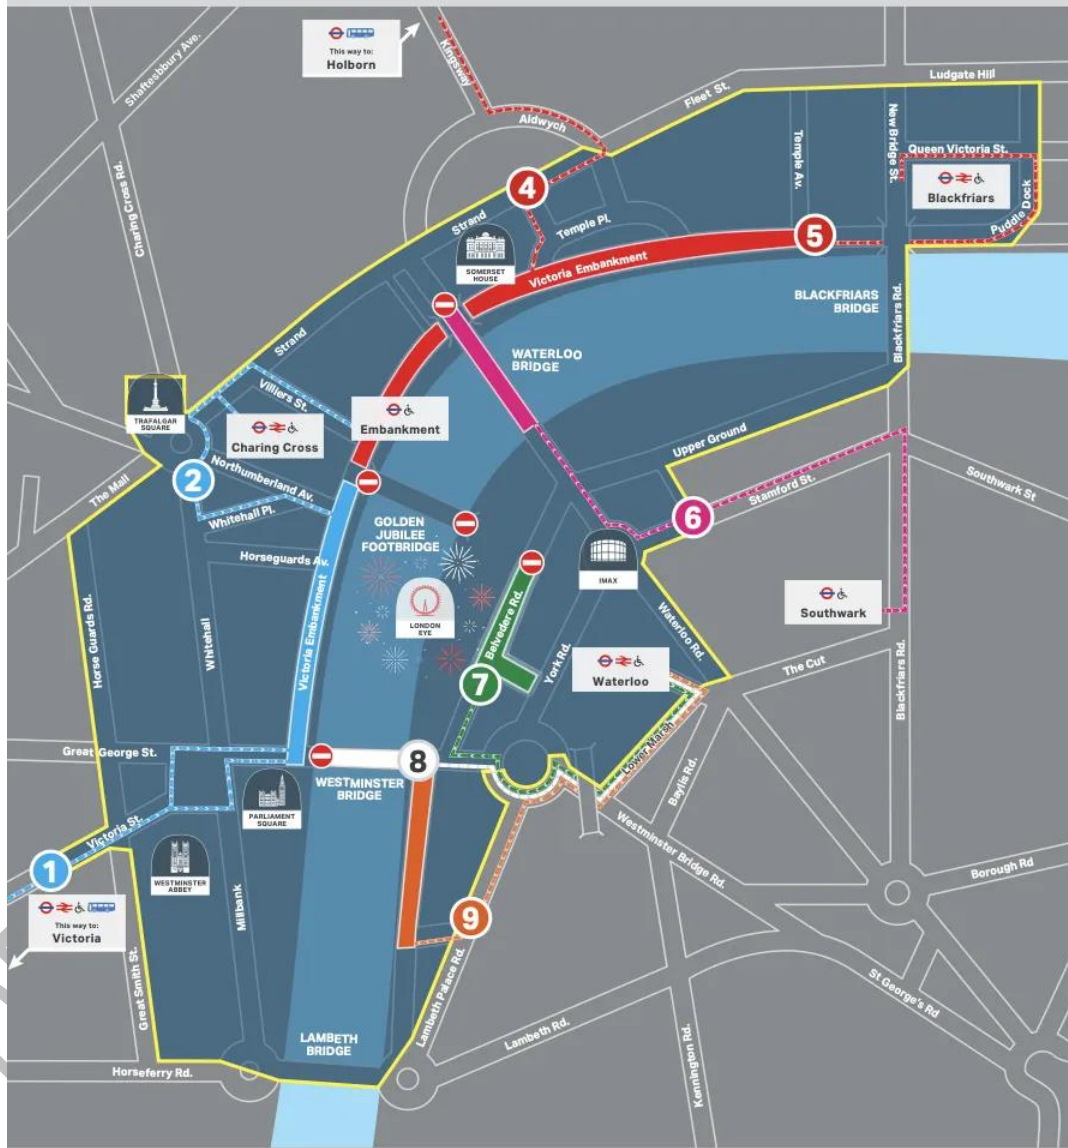 This way to:
Holborn
Shaftesbury Ave.
Kingsway
Ludgate Hill
Fleet St.
Aldwych
New Bridge St.
Temple Av.
Queen Victoria St.
Charing Cross Rd.
4
Blackfriars
Puddle Dock
Strand
Temple Pl.
5
SOMERSET
HOUSE
Victoria Embankment
BLACKFRIARS
BRIDGE
Blackfriars Rd.
Strand
WATERLOO
BRIDGE
Villiers St.
TRAFALGAR
SQUARE
Charing Cross
Embankment
Upper Ground
2
Northumberland Av.
The Mall
Whitehall Pl.
Stamford St.
Southwark St
6
GOLDEN
JUBILEE
FOOTBRIDGE
Horseguards Av.
IMAX
LONDON
EYE
Southwark
Horse Guards Rd.
Whitehall
Victoria Embankment
Belvedere Rd.
York Rd.
Waterloo Rd.
Waterloo
The Cut
Blackfriars Rd.
7
Great George St.
8
Lower Marsh
WESTMINSTER
BRIDGE
Baylis Rd.
PARLIAMENT
SQUARE
Victoria St.
Westminster Bridge Rd.
1
WESTMINSTER
ABBEY
Borough Rd
This way to:
Victoria
Millbank
9
Great Smith St.
Lambeth Palace Rd.
St George's Rd
LAMBETH
BRIDGE
Lambeth Rd.
Kennington Rd.
Horseferry Rd.